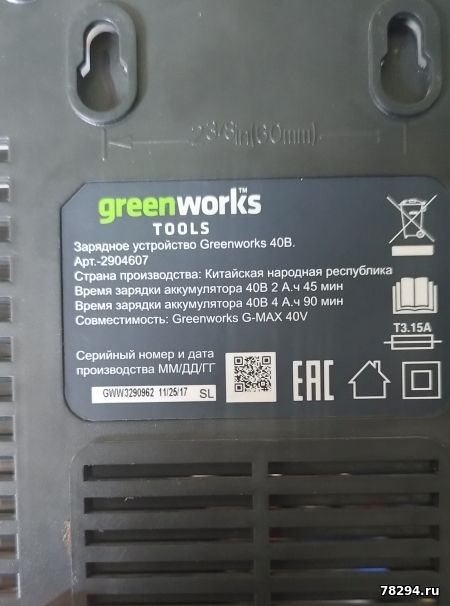 2 3/8in(60mm)
greenworks™
TOOLS
Зарядное устройство Greenworks 40В.
Арт.-2904607
Страна производства: Китайская народная республика
Время зарядки аккумулятора 40В 2 А.ч 45 мин
Время зарядки аккумулятора 40В 4 А.ч 90 мин
Совместимость: Greenworks G-MAX 40V
T3.15A
Серийный номер и дата
производства ММ/ДД/ГГ
GWW3290962 11/25/17 SL
EAC
78294.ru